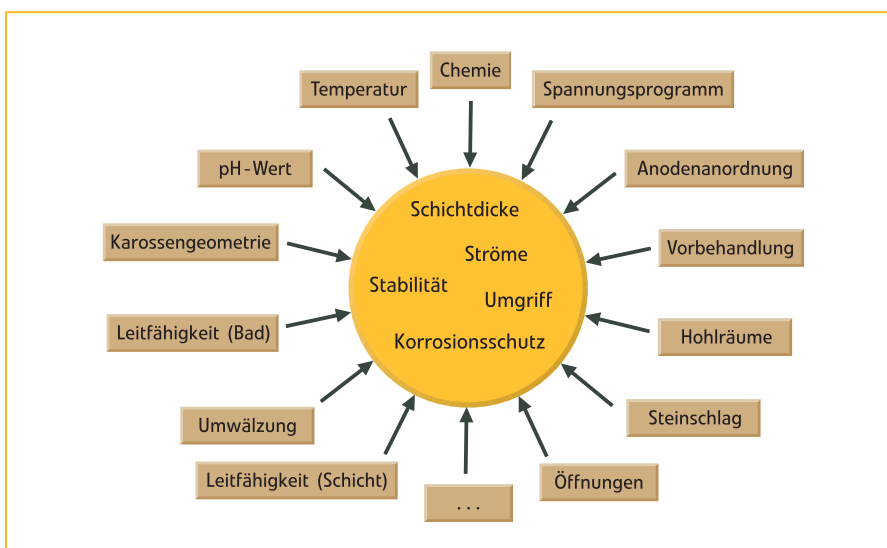 Chemie
Temperatur
Spannungsprogramm
pH-Wert
Anodenanordnung
Schichtdicke
Karossengeometrie
Ströme
Vorbehandlung
Stabilität
Umgriff
Leitfähigkeit (Bad)
Korrosionsschutz
Hohlräume
Umwälzung
Steinschlag
Leitfähigkeit (Schicht)
...
Öffnungen